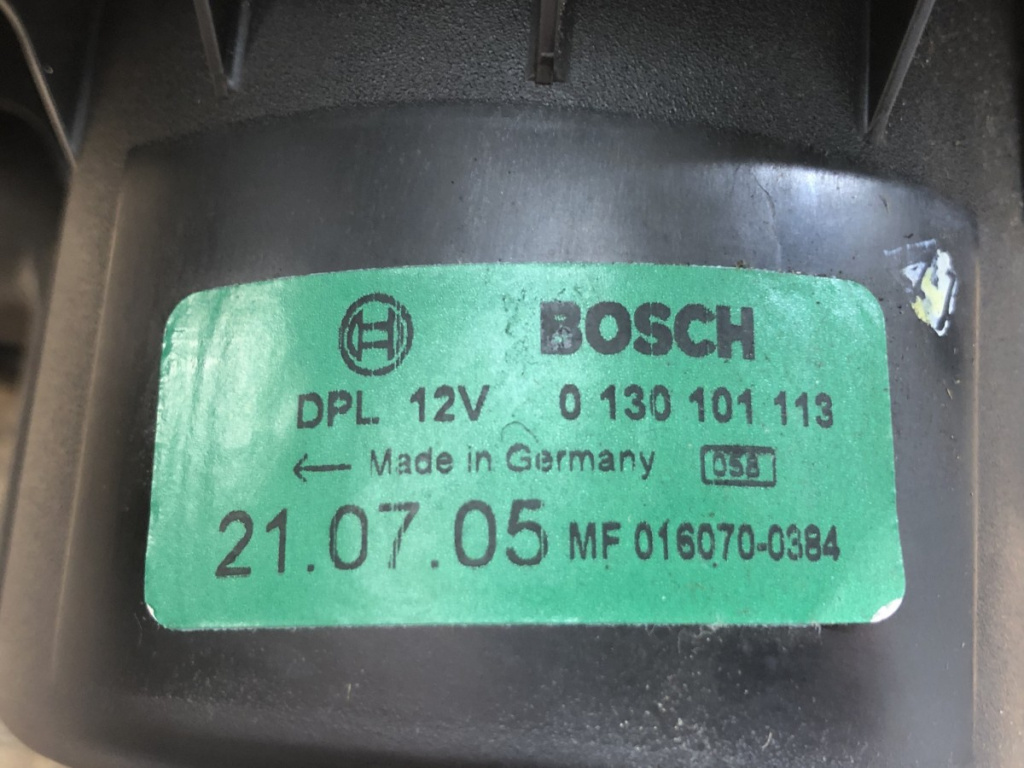 BOSCH
DPL 12V 0 130 101 113
← Made in Germany 058
21.07.05 MF 016070-0384